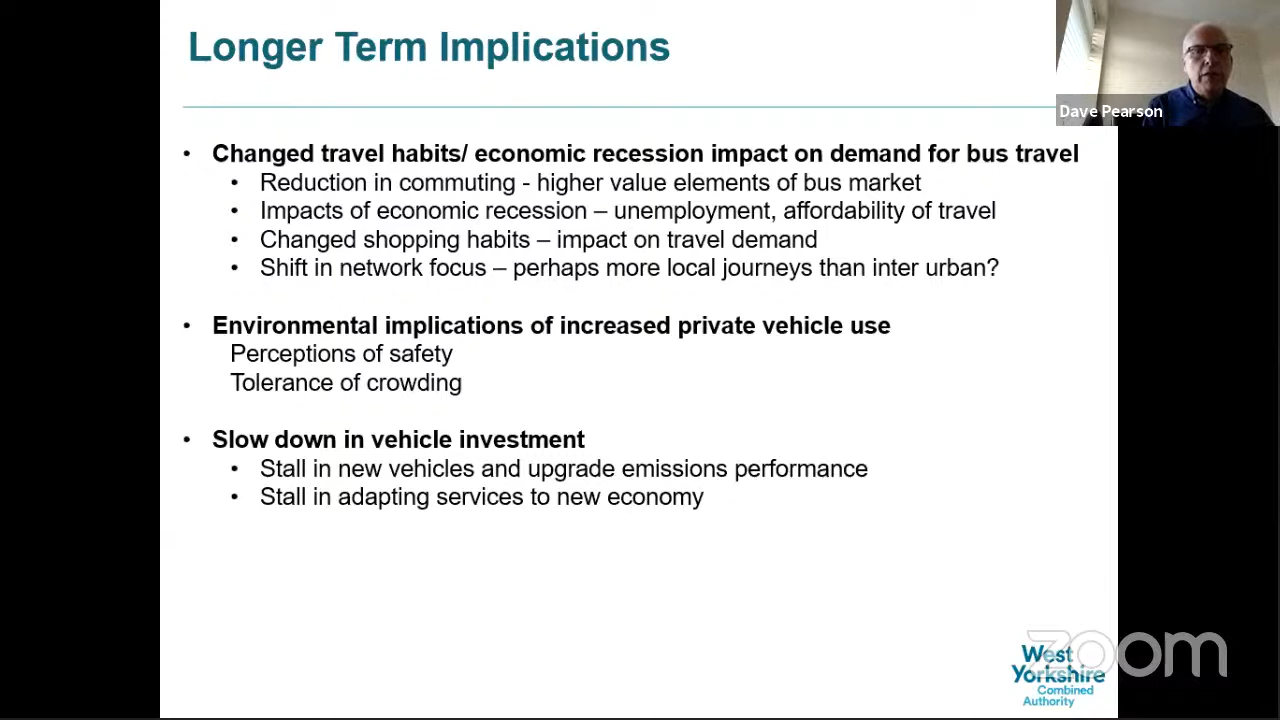 Longer Term Implications
Dave Pearson
• Changed travel habits/ economic recession impact on demand for bus travel
• Reduction in commuting - higher value elements of bus market
• Impacts of economic recession – unemployment, affordability of travel
• Changed shopping habits – impact on travel demand
• Shift in network focus – perhaps more local journeys than inter urban?
• Environmental implications of increased private vehicle use
Perceptions of safety
Tolerance of crowding
• Slow down in vehicle investment
• Stall in new vehicles and upgrade emissions performance
• Stall in adapting services to new economy
West
Yorkshire
Combined
Authority
zoom